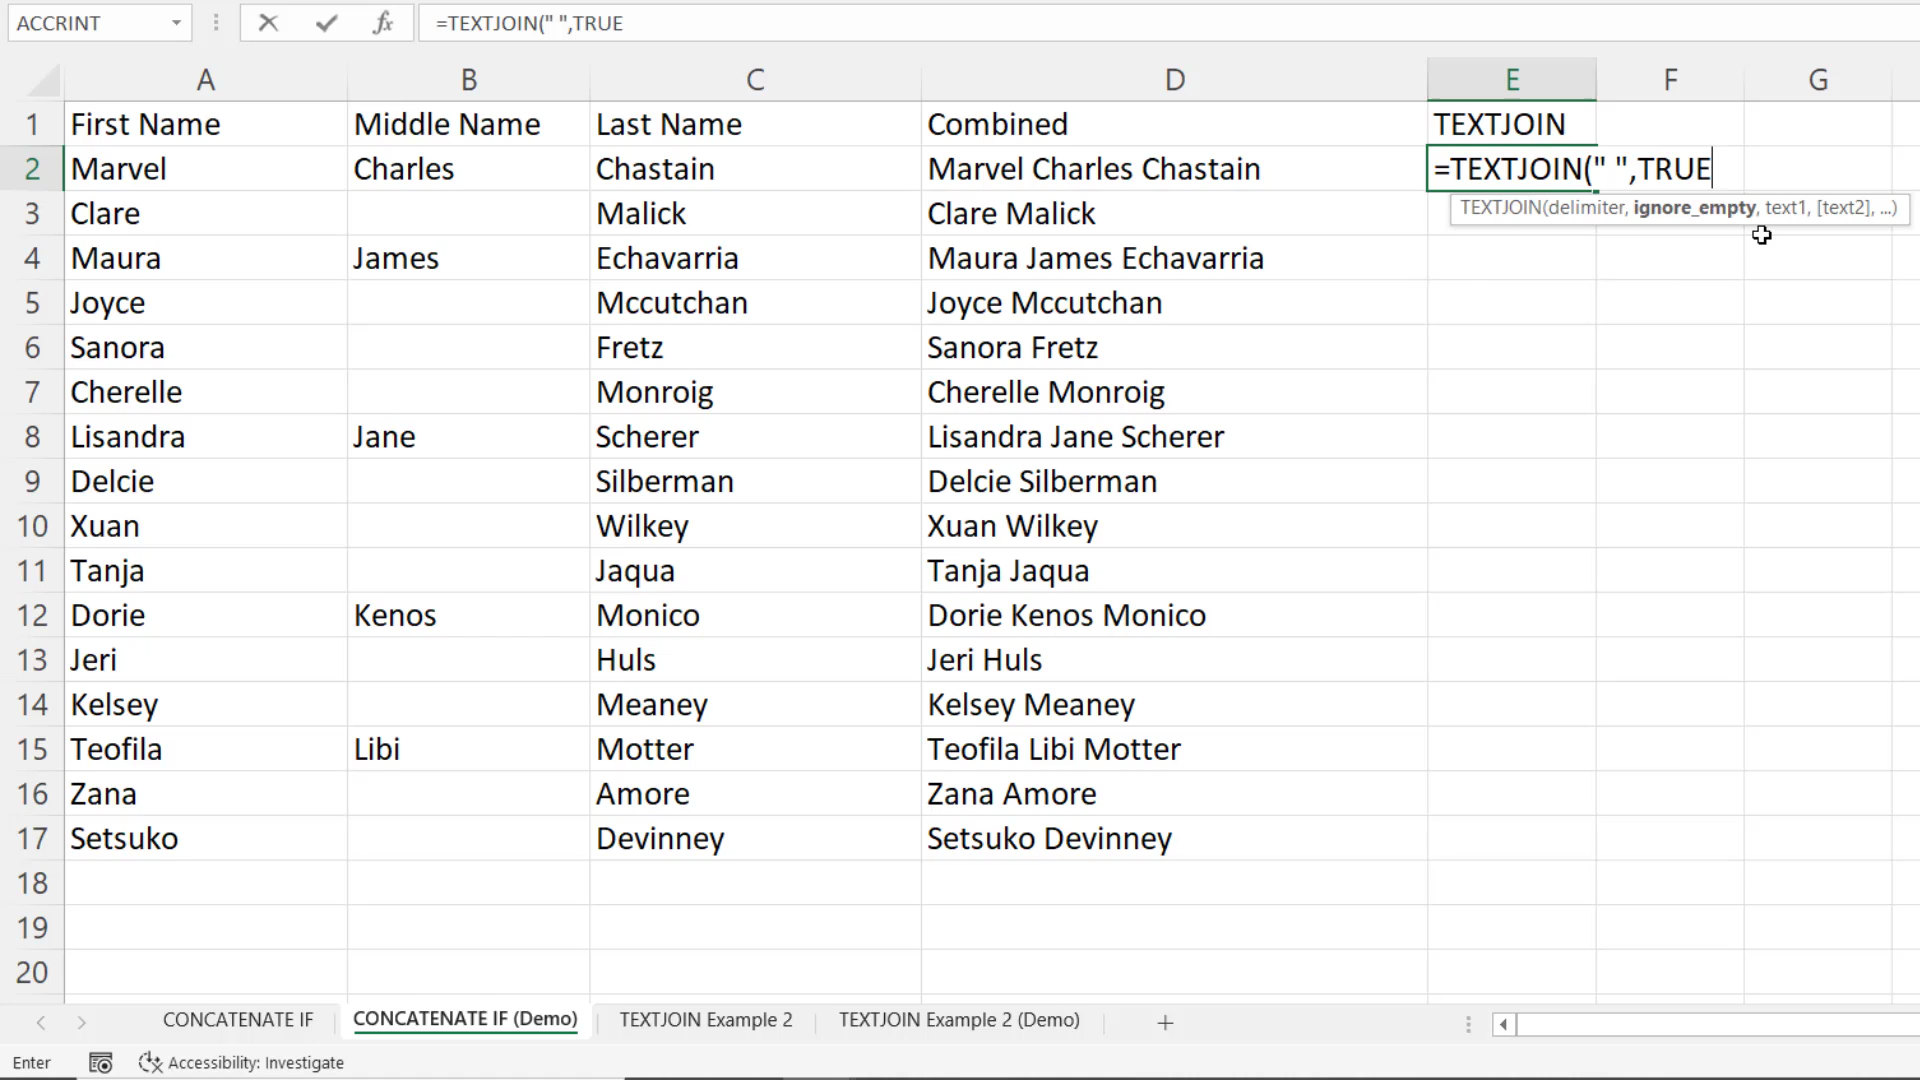 ACCRINT fx =TEXTJOIN(" ",TRUE
A B C D E F G
1 First Name Middle Name Last Name Combined TEXTJOIN
2 Marvel Charles Chastain Marvel Charles Chastain =TEXTJOIN(" ",TRUE
TEXTJOIN(delimiter, ignore_empty, text1, [text2], ...)
3 Clare Malick Clare Malick
4 Maura James Echavarria Maura James Echavarria
5 Joyce Mccutchan Joyce Mccutchan
6 Sanora Fretz Sanora Fretz
7 Cherelle Monroig Cherelle Monroig
8 Lisandra Jane Scherer Lisandra Jane Scherer
9 Delcie Silberman Delcie Silberman
10 Xuan Wilkey Xuan Wilkey
11 Tanja Jaqua Tanja Jaqua
12 Dorie Kenos Monico Dorie Kenos Monico
13 Jeri Huls Jeri Huls
14 Kelsey Meaney Kelsey Meaney
15 Teofila Libi Motter Teofila Libi Motter
16 Zana Amore Zana Amore
17 Setsuko Devinney Setsuko Devinney
18
19
20
CONCATENATE IF CONCATENATE IF (Demo) TEXTJOIN Example 2 TEXTJOIN Example 2 (Demo)
Enter Accessibility: Investigate